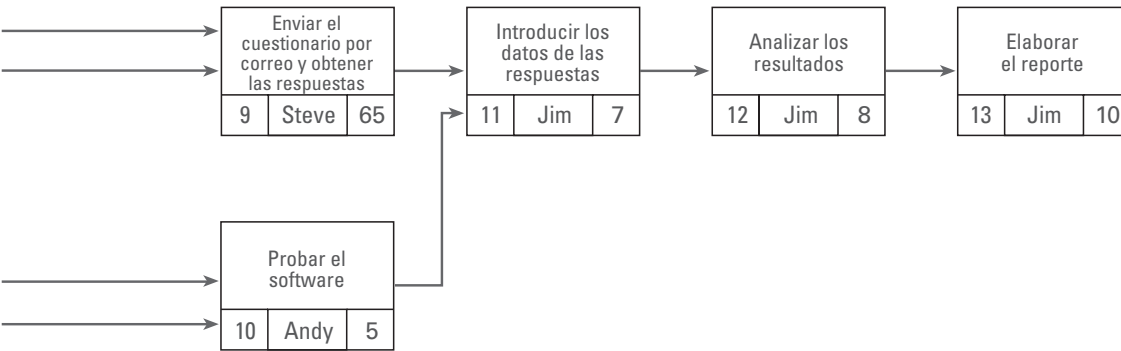 Enviar el
cuestionario por
correo y obtener
las respuestas
9 Steve 65
Introducir los
datos de las
respuestas
11 Jim 7
Analizar los
resultados
12 Jim 8
Elaborar
el reporte
13 Jim 10
Probar el
software
10 Andy 5